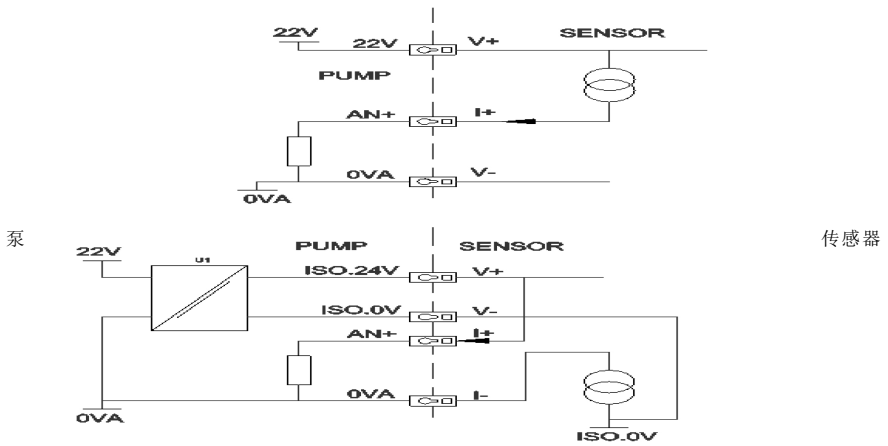 22V
22V
V+
SENSOR
PUMP
AN+
I+
0VA
V-
0VA
泵
传感器
PUMP
SENSOR
22V
U1
ISO.24V
V+
ISO.0V
V-
AN+
I+
0VA
I-
0VA
ISO.0V